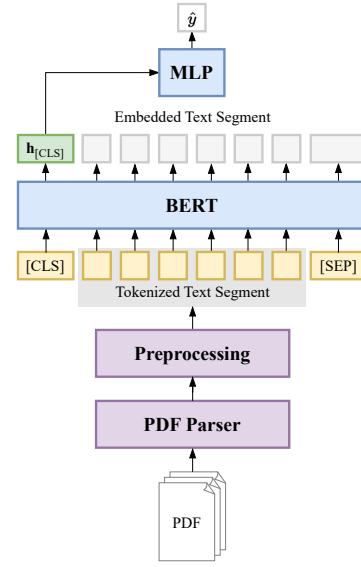 ŷ
MLP
Embedded Text Segment
h[CLS]
BERT
[CLS]
[SEP]
Tokenized Text Segment
Preprocessing
PDF Parser
PDF